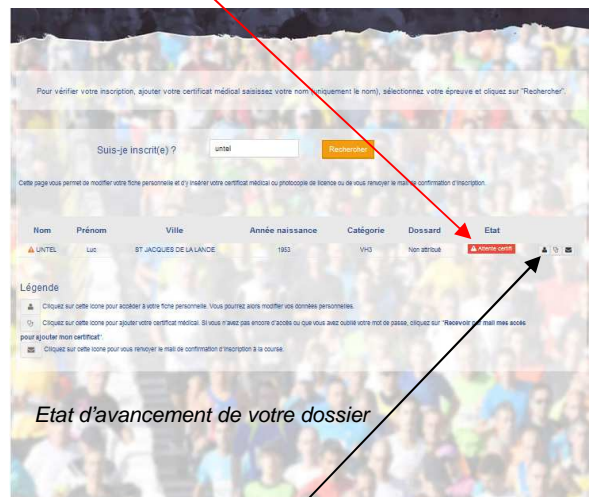 Pour vérifier votre inscription, ajouter votre certificat médical saisissez votre nom (uniquement le nom), sélectionnez votre épreuve et cliquez sur "Rechercher".
Suis-je inscrit(e) ? untel Rechercher
Cette page vous permet de modifier votre fiche personnelle et d'y insérer votre certificat médical ou photocopie de licence ou de vous renvoyer le mail de confirmation d'inscription.
Nom Prénom Ville Année naissance Catégorie Dossard Etat
UNTEL Luc ST JACQUES DE LA LANDE 1953 VH3 Non attribué Attente certifi
Légende
Cliquez sur cette icone pour accéder à votre fiche personnelle. Vous pourrez alors modifier vos données personnelles.
Cliquez sur cette icone pour ajouter votre certificat médical. Si vous n'avez pas encore d'accès ou que vous avez oublié votre mot de passe, cliquez sur "Recevoir par mail mes accès
pour ajouter mon certificat".
Cliquez sur cette icone pour vous renvoyer le mail de confirmation d'inscription à la course.
Etat d'avancement de votre dossier